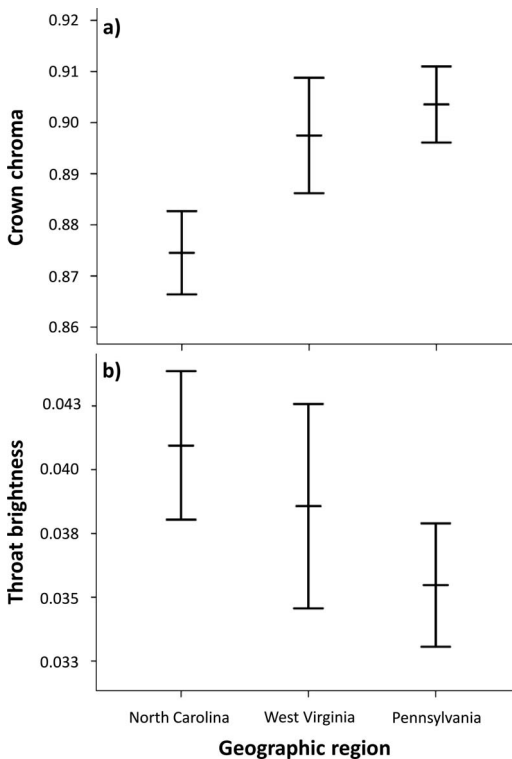 a)
Crown chroma
0.92
0.91
0.90
0.89
0.88
0.87
0.86
b)
Throat brightness
0.043
0.040
0.038
0.035
0.033
North Carolina West Virginia Pennsylvania
Geographic region